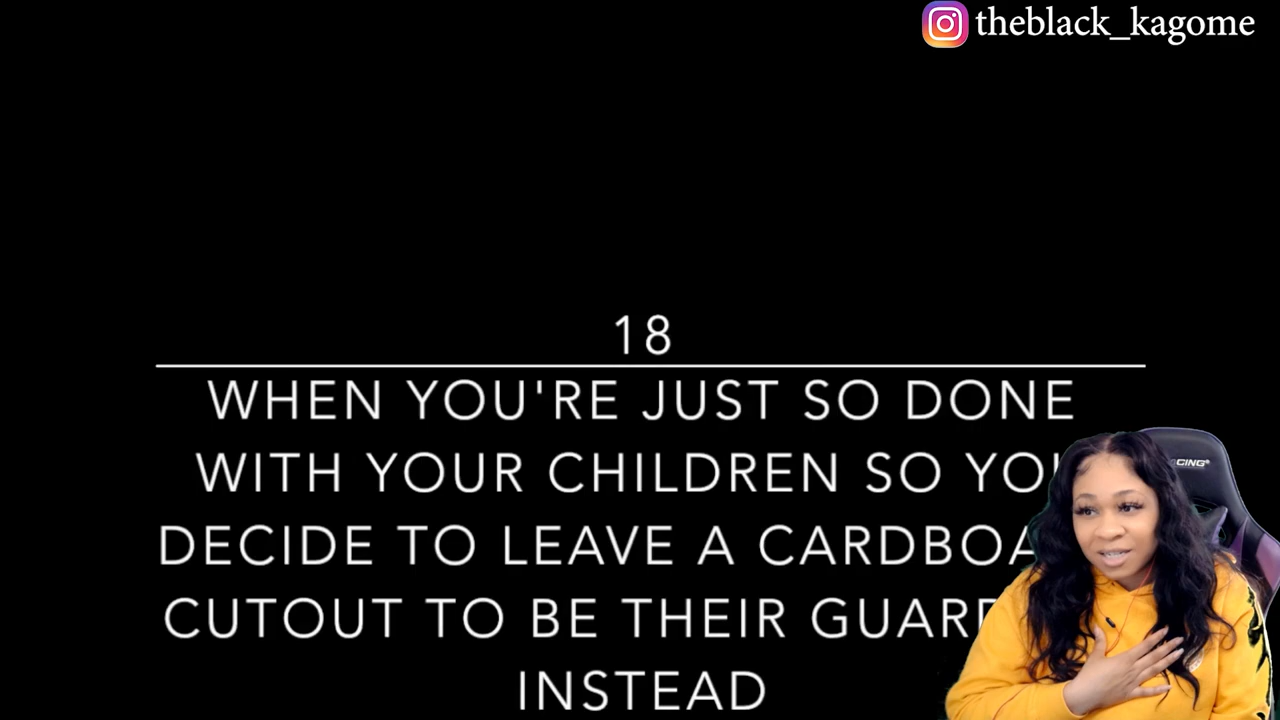 theblack_kagome
18
WHEN YOU'RE JUST SO DONE
WITH YOUR CHILDREN SO
DECIDE TO LEAVE A
CUTOUT TO BE THEIR
INSTEAD